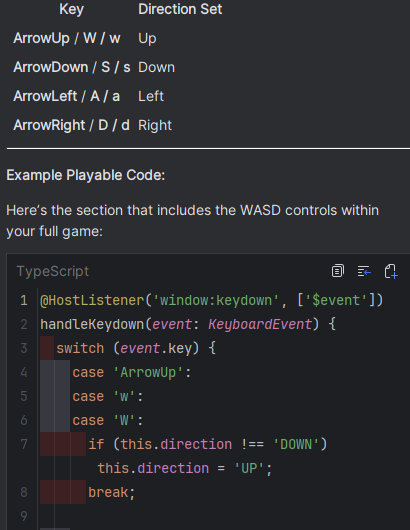 Key Direction Set
ArrowUp / W / w Up
ArrowDown / S / s Down
ArrowLeft / A / a Left
ArrowRight / D / d Right
Example Playable Code:
Here’s the section that includes the WASD controls within
your full game:
TypeScript
1 @HostListener('window:keydown', ['$event'])
2 handleKeydown(event: KeyboardEvent) {
3 switch (event.key) {
4 case 'ArrowUp':
5 case 'w':
6 case 'W':
7 if (this.direction !== 'DOWN')
this.direction = 'UP';
8 break;
9